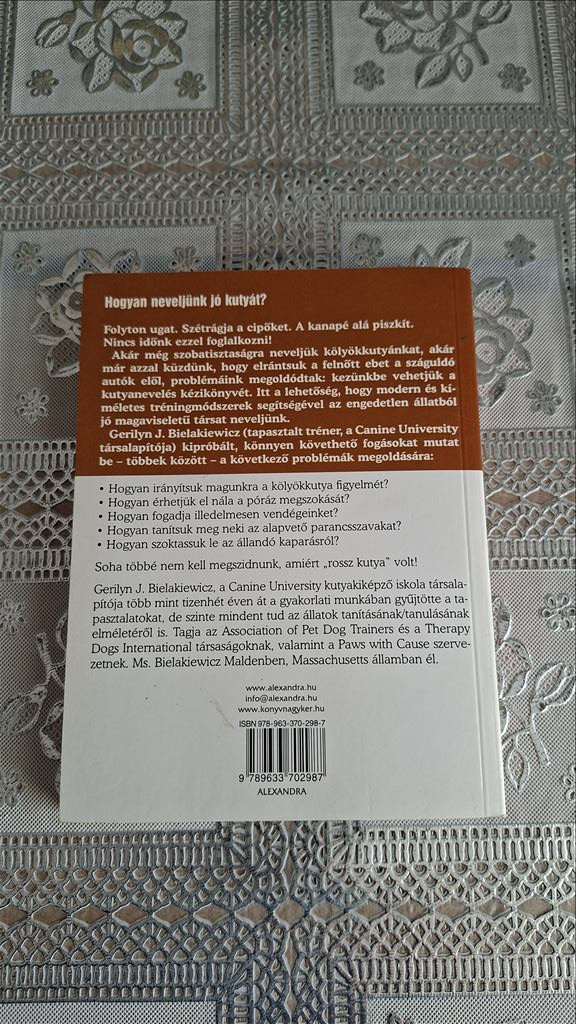 Hogyan neveljünk jó kutyát?
Folyton ugat. Szétrágja a cipőket. A kanapé alá piszkít.
Nincs időnk ezzel foglalkozni!
Akár még szobatisztaságra neveljük kölyökkutyánkat, akár
már azzal küzdünk, hogy elrántsuk a felnőtt ebet a száguldó
autók elől, problémáink megoldódtak: kezünkbe vehetjük a
kutyanevelés kézikönyvét. Itt a lehetőség, hogy modern és kí-
méletes tréningmódszerek segítségével az engedetlen állatból
jó magaviseletű társat neveljünk.
Gerilyn J. Bielakiewicz (tapasztalt tréner, a Canine University
társalapítója) kipróbált, könnyen követhető fogásokat mutat
be – többek között – a következő problémák megoldására:
• Hogyan irányítsuk magunkra a kölyökkutya figyelmét?
• Hogyan érhetjük el nála a póráz megszokását?
• Hogyan fogadja illedelmesen vendégeinket?
• Hogyan tanítsuk meg neki az alapvető parancsszavakat?
• Hogyan szoktassuk le az állandó kaparásról?
Soha többé nem kell megszidnunk, amiért „rossz kutya” volt!
Gerilyn J. Bielakiewicz, a Canine University kutyakiképző iskola társala-
pítója több mint tizenhét éven át a gyakorlati munkában gyűjtötte a ta-
pasztalatokat, de szinte mindent tud az állatok tanításának/tanulásának
elméletéről is. Tagja az Association of Pet Dog Trainers és a Therapy
Dogs International társaságoknak, valamint a Paws with Cause szerve-
zetnek. Ms. Bielakiewicz Maldenben, Massachusetts államban él.
www.alexandra.hu
info@alexandra.hu
www.konyvnagyker.hu
ISBN 978-963-370-298-7
9 789633 702987
ALEXANDRA